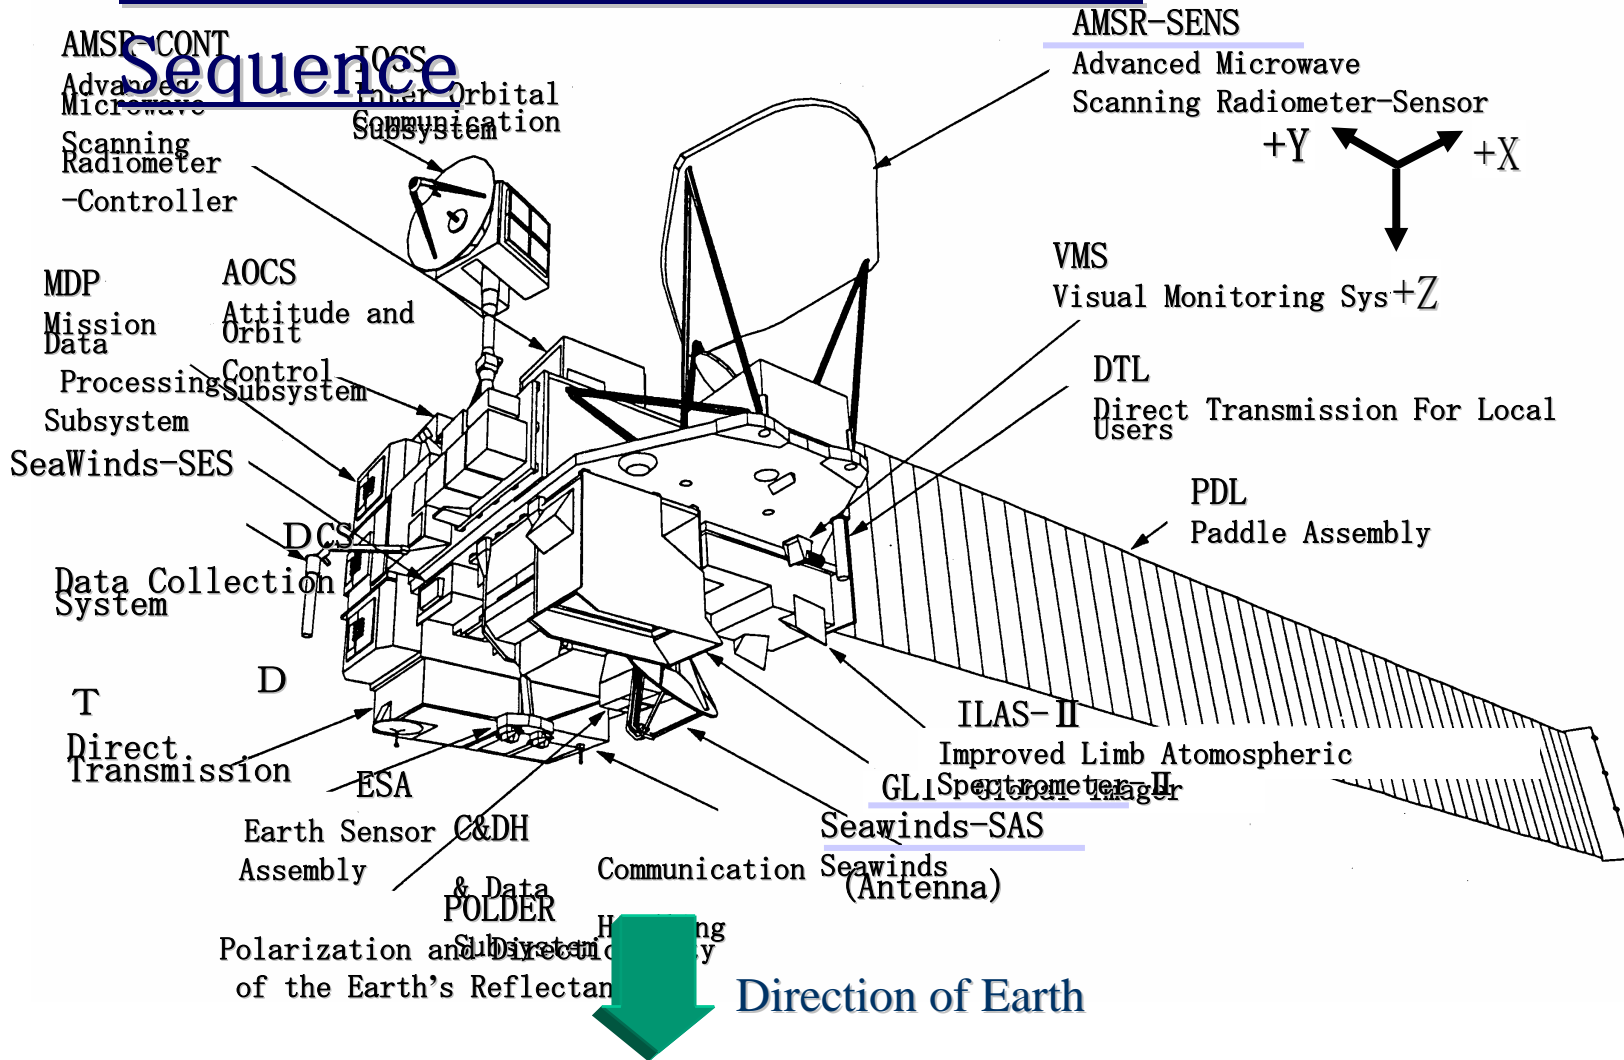 Sequence
AMSR-CONT
Advanced
Microwave
Scanning
Radiometer
-Controller
IOCS
Inter Orbital
Communication
Subsystem
AMSR-SENS
Advanced Microwave
Scanning Radiometer-Sensor
+Y
+X
+Z
VMS
Visual Monitoring Sys
MDP
Mission
Data
Processing
Subsystem
AOCS
Attitude and
Orbit
Control
Subsystem
DTL
Direct Transmission For Local
Users
SeaWinds-SES
PDL
Paddle Assembly
DCS
Data Collection
System
D
T
Direct
Transmission
ILAS-Ⅱ
Improved Limb Atomospheric
Spectrometer-Ⅱ
Global Imager
ESA
Earth Sensor
Assembly
C&DH
Communication
& Data
Subsystem
Seawinds-SAS
Seawinds
(Antenna)
POLDER
Polarization and
of the Earth's
Direction of Earth